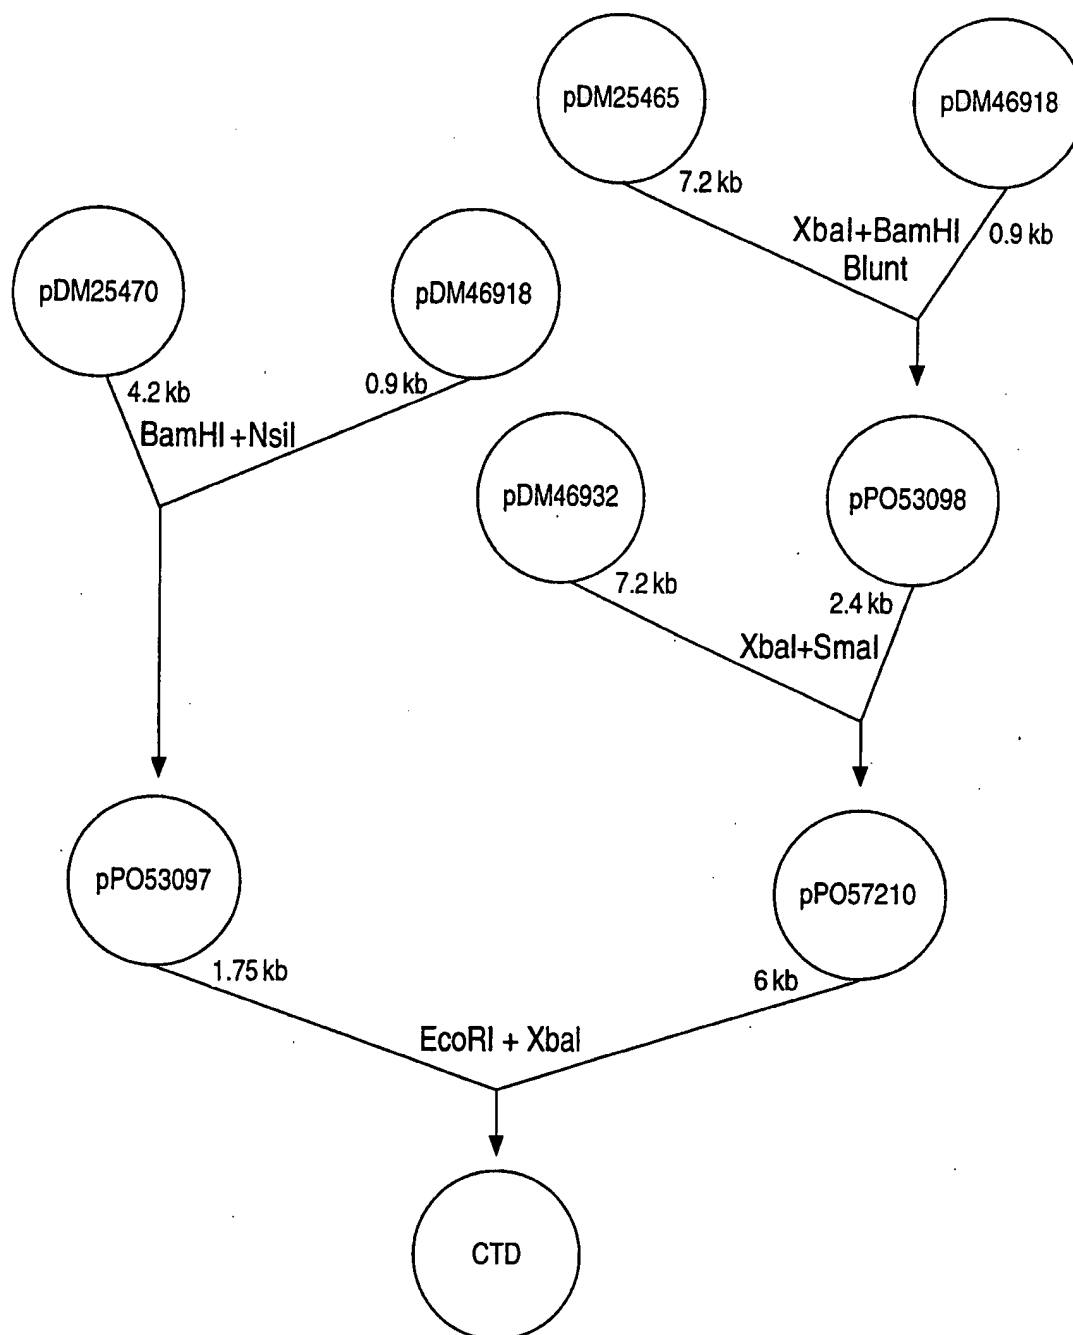 pDM25465
pDM46918
7.2 kb
XbaI+BamHI
Blunt
0.9 kb
pDM25470
pDM46918
4.2 kb
0.9 kb
BamHI +NsiI
pDM46932
pPO53098
7.2 kb
2.4 kb
XbaI+SmaI
pPO53097
pPO57210
1.75 kb
6 kb
EcoRI + XbaI
CTD